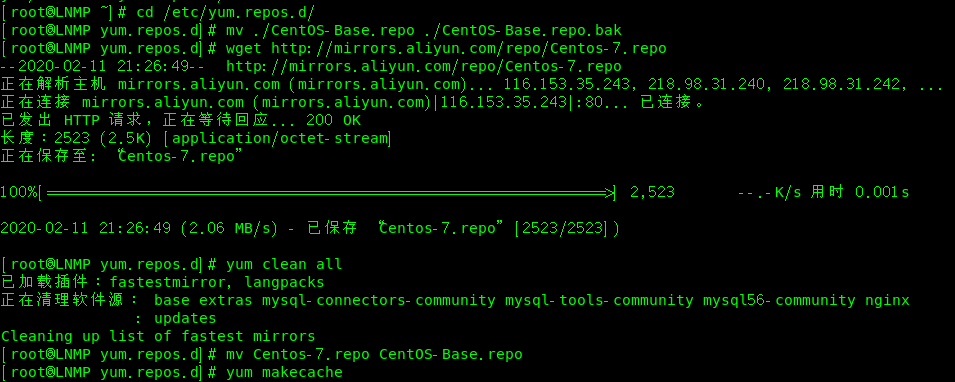 [root@LNMP ~]# cd /etc/yum.repos.d/
[root@LNMP yum.repos.d]# mv ./CentOS-Base.repo ./CentOS-Base.repo.bak
[root@LNMP yum.repos.d]# wget http://mirrors.aliyun.com/repo/Centos-7.repo
--2020-02-11 21:26:49--  http://mirrors.aliyun.com/repo/Centos-7.repo
正在解析主机 mirrors.aliyun.com (mirrors.aliyun.com)... 116.153.35.243, 218.98.31.240, 218.98.31.242, ...
正在连接 mirrors.aliyun.com (mirrors.aliyun.com)|116.153.35.243|:80... 已连接。
已发出 HTTP 请求，正在等待回应... 200 OK
长度：2523 (2.5K) [application/octet-stream]
正在保存至: “Centos-7.repo”
100%[======================================================>] 2,523       --.-K/s 用时 0.001s
2020-02-11 21:26:49 (2.06 MB/s) - 已保存 “Centos-7.repo” [2523/2523])
[root@LNMP yum.repos.d]# yum clean all
已加载插件：fastestmirror, langpacks
正在清理软件源： base extras mysql-connectors-community mysql-tools-community mysql56-community nginx
: updates
Cleaning up list of fastest mirrors
[root@LNMP yum.repos.d]# mv Centos-7.repo CentOS-Base.repo
[root@LNMP yum.repos.d]# yum makecache